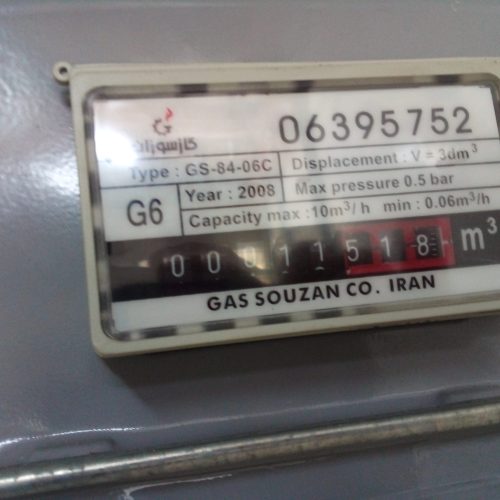 گازسوزان
06395752
Type : GS-84-06C
Displacement : V = 3dm³
G6
Year : 2008
Max pressure 0.5 bar
Capacity max :10m³/ h min : 0.06m³/h
00011518 m³
GAS SOUZAN CO. IRAN